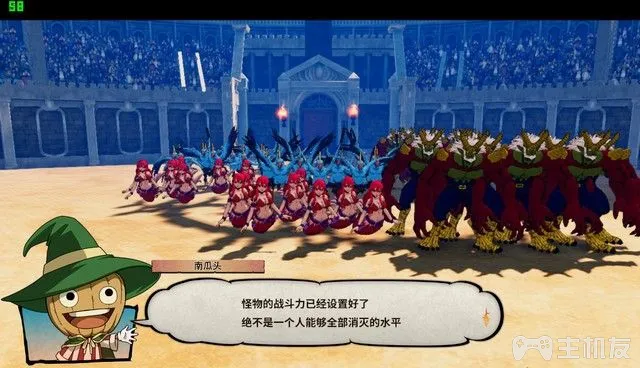 98
南瓜头
怪物的战斗力已经设置好了
绝不是一个人能够全部消灭的水平
主机友